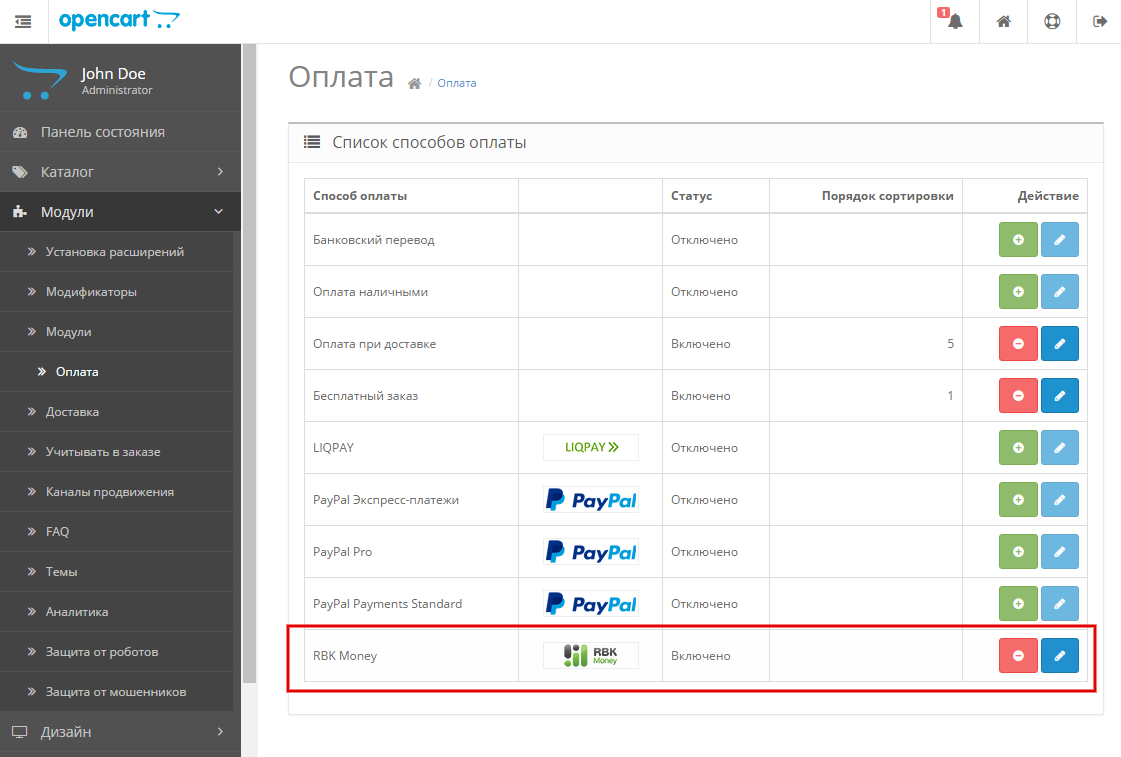 opencart
1
John Doe
Administrator
Панель состояния
Каталог
Модули
Установка расширений
Модификаторы
Модули
Оплата
Доставка
Учитывать в заказе
Каналы продвижения
FAQ
Темы
Аналитика
Защита от роботов
Защита от мошенников
Дизайн
Оплата / Оплата
Список способов оплаты
Способ оплаты Статус Порядок сортировки Действие
Банковский перевод Отключено
Оплата наличными Отключено
Оплата при доставке Включено 5
Бесплатный заказ Включено 1
LIQPAY LIQPAY Отключено
PayPal Экспресс-платежи PayPal Отключено
PayPal Pro PayPal Отключено
PayPal Payments Standard PayPal Отключено
RBK Money RBK Money Включено